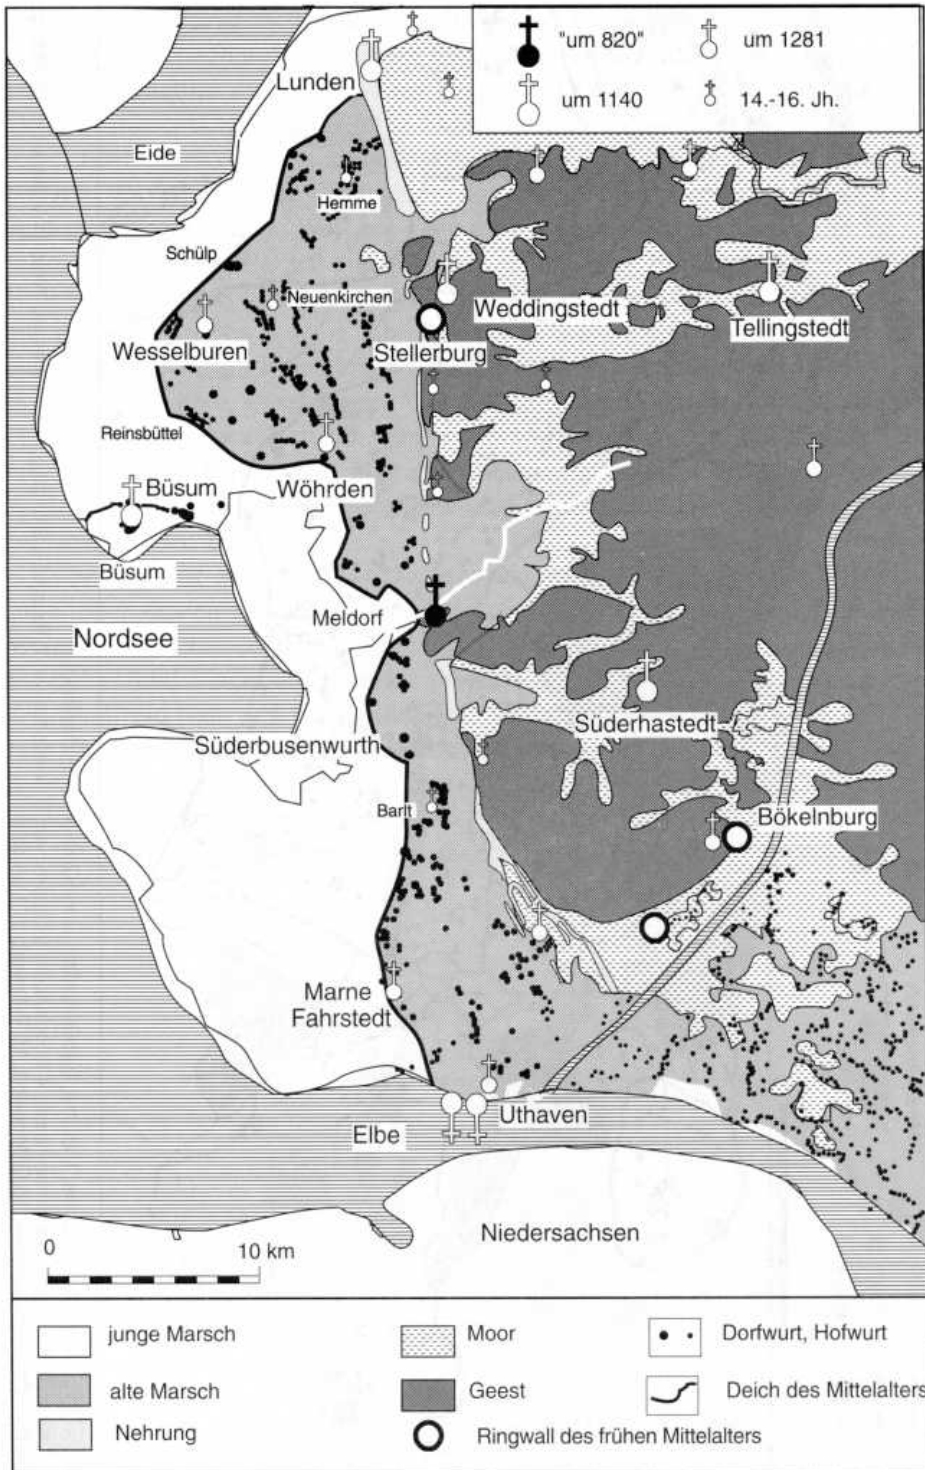 "um 820"
um 1281
um 1140
14.-16. Jh.
Lunden
Eide
Hemme
Schülp
Neuenkirchen
Weddingstedt
Tellingstedt
Wesselburen
Stellerburg
Reinsbüttel
Büsum
Wöhrden
Büsum
Meldorf
Nordsee
Süderhastedt
Süderbusenwurth
Barlt
Bökelnburg
Marne
Fahrstedt
Uthaven
Elbe
Niedersachsen
0 10 km
junge Marsch
Moor
Dorfwurt, Hofwurt
alte Marsch
Geest
Deich des Mittelalters
Nehrung
Ringwall des frühen Mittelalters